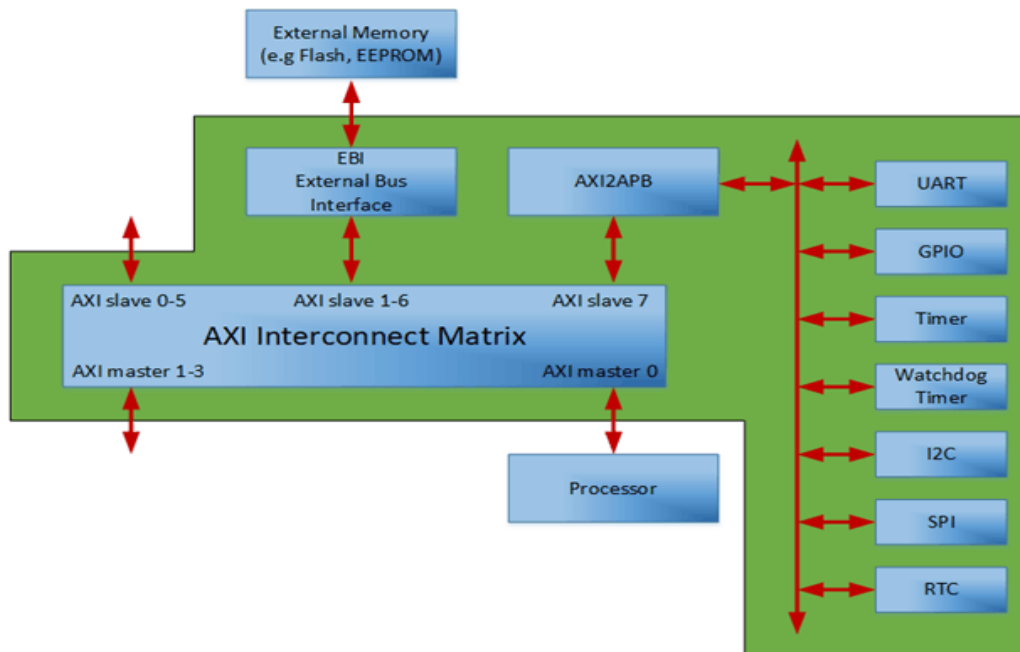 External Memory
(e.g Flash, EEPROM)
EBI
External Bus
Interface
AXI2APB
UART
GPIO
Timer
Watchdog
Timer
I2C
SPI
RTC
AXI slave 0-5
AXI slave 1-6
AXI slave 7
AXI Interconnect Matrix
AXI master 1-3
AXI master 0
Processor